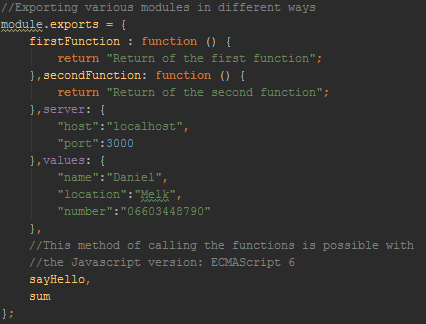 //Exporting various modules in different ways
module.exports = {
    firstFunction : function () {
        return "Return of the first function";
    },secondFunction: function () {
        return "Return of the second function";
    },server: {
        "host":"localhost",
        "port":3000
    },values: {
        "name":"Daniel",
        "location":"Melk",
        "number":"06603448790"
    },
    //This method of calling the functions is possible with
    //the Javascript version: ECMAScript 6
    sayHello,
    sum
};